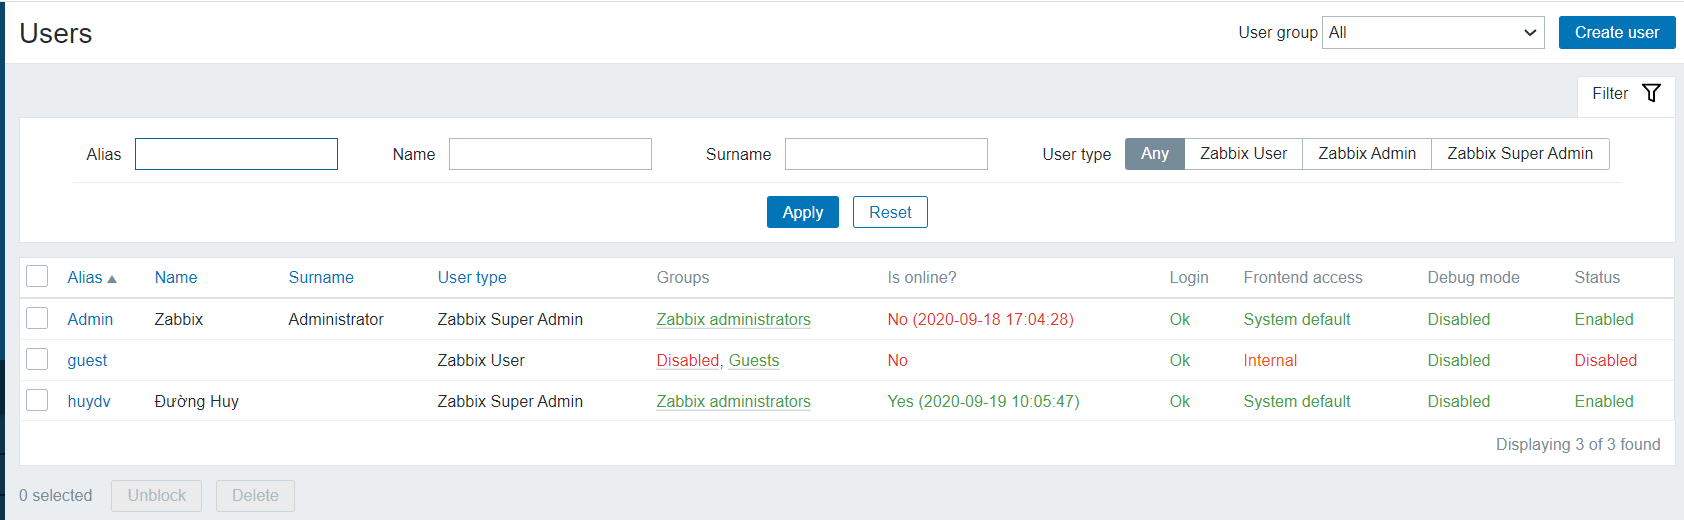 Users
User group All Create user
Filter
Alias Name Surname User type Any Zabbix User Zabbix Admin Zabbix Super Admin
Apply Reset
Alias Name Surname User type Groups Is online? Login Frontend access Debug mode Status
Admin Zabbix Administrator Zabbix Super Admin Zabbix administrators No (2020-09-18 17:04:28) Ok System default Disabled Enabled
guest Zabbix User Disabled, Guests No Ok Internal Disabled Disabled
huydv Đường Huy Zabbix Super Admin Zabbix administrators Yes (2020-09-19 10:05:47) Ok System default Disabled Enabled
Displaying 3 of 3 found
0 selected Unblock Delete